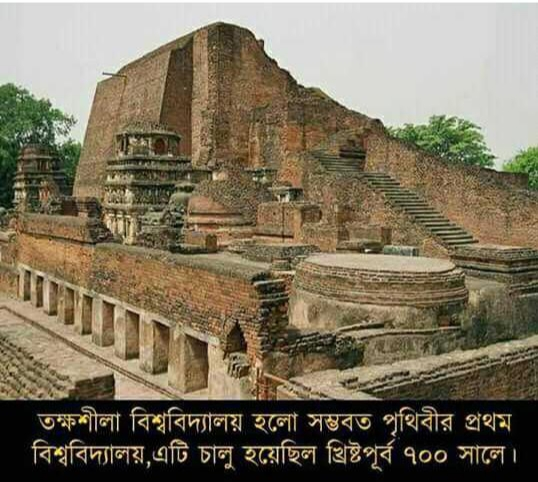 তক্ষশীলা বিশ্ববিদ্যালয় হলো সম্ভবত পৃথিবীর প্রথম
বিশ্ববিদ্যালয়,এটি চালু হয়েছিল খ্রিষ্টপূর্ব ৭০০ সালে।